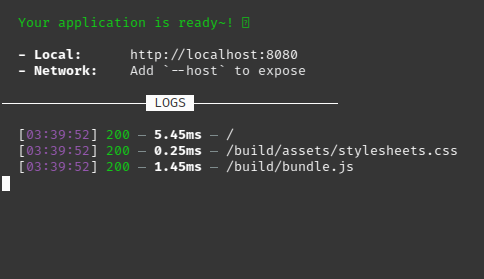 Your application is ready~! 
- Local: http://localhost:8080
- Network: Add `--host` to expose
LOGS
[03:39:52] 200 — 5.45ms — /
[03:39:52] 200 — 0.25ms — /build/assets/stylesheets.css
[03:39:52] 200 — 1.45ms — /build/bundle.js